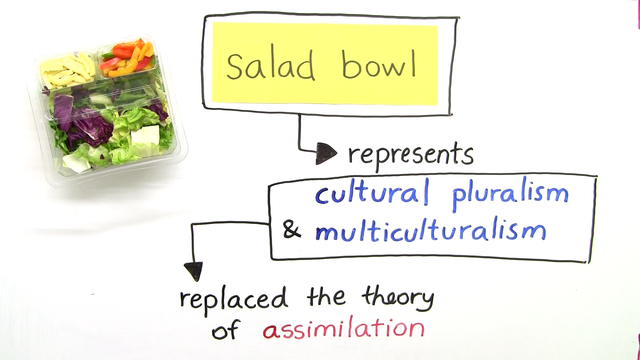 salad bowl
represents
cultural pluralism
& multiculturalism
replaced the theory
of assimilation